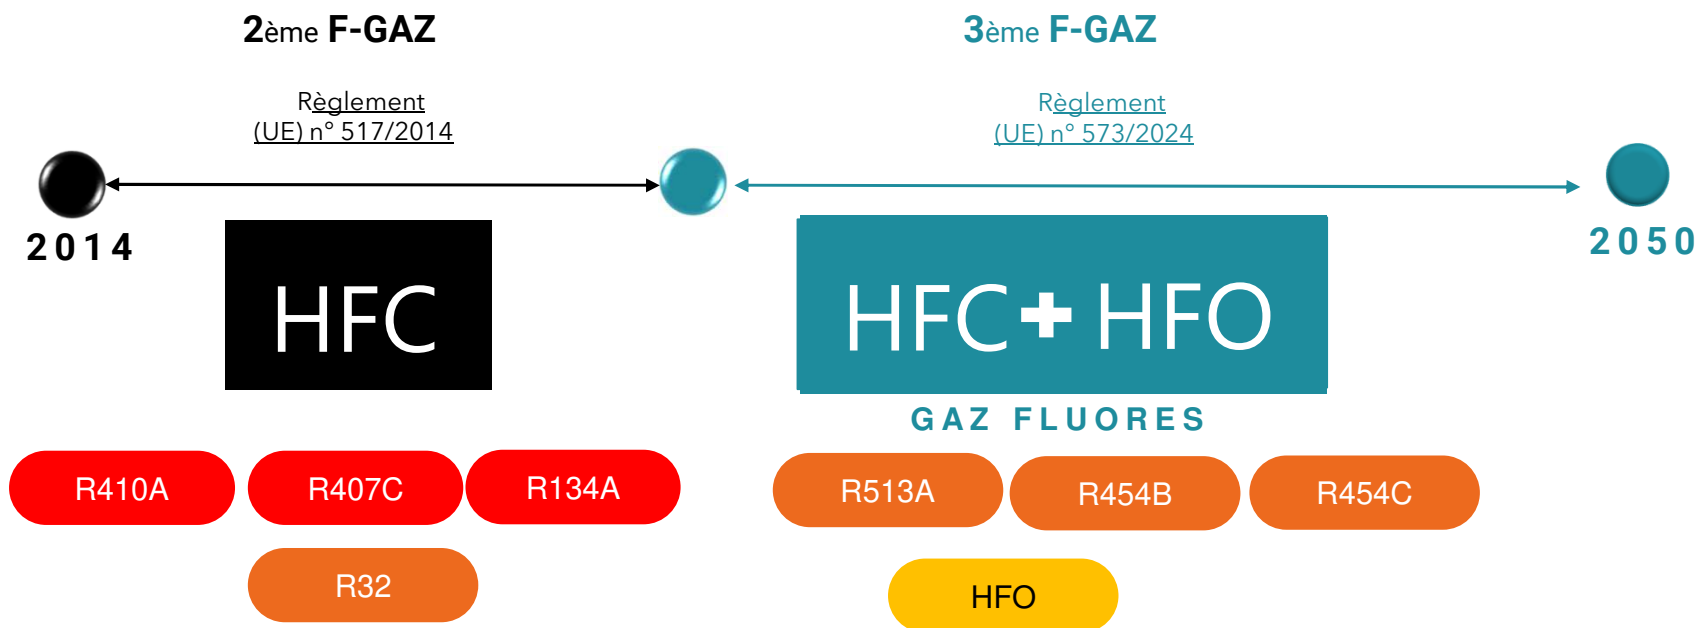 2ème F-GAZ
3ème F-GAZ
Règlement
(UE) n° 517/2014
Règlement
(UE) n° 573/2024
2014
2050
HFC
HFC + HFO
GAZ FLUORES
R410A
R407C
R134A
R513A
R454B
R454C
R32
HFO